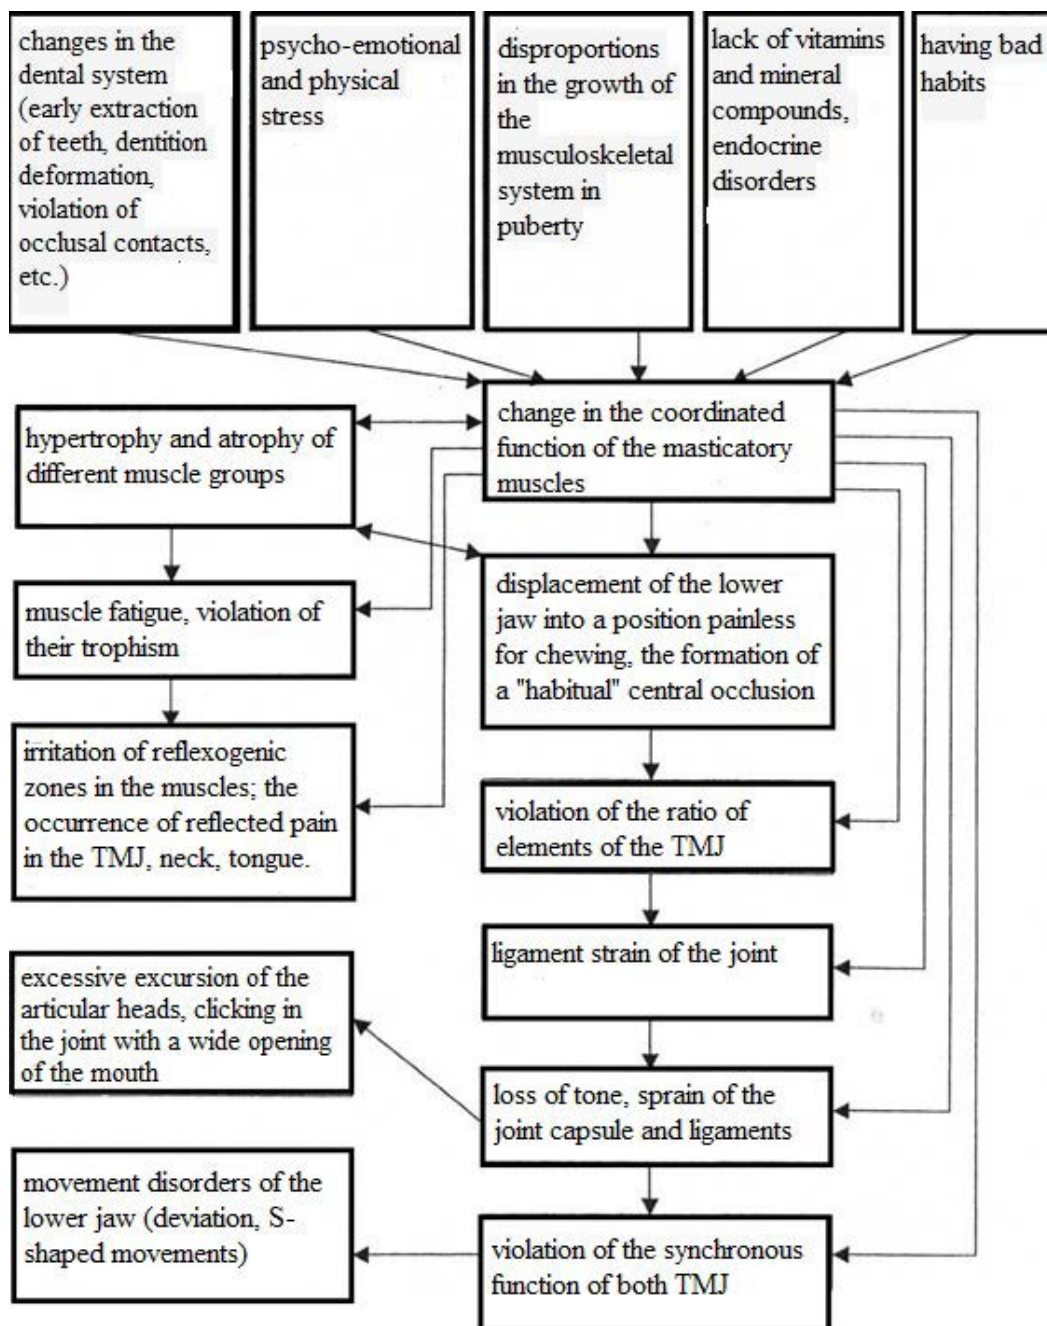 changes in the
dental system
(early extraction
of teeth, dentition
deformation,
violation of
occlusal contacts,
etc.)
psycho-emotional
and physical
stress
disproportions
in the growth of
the
musculoskeletal
system in
puberty
lack of vitamins
and mineral
compounds,
endocrine
disorders
having bad
habits
change in the coordinated
function of the masticatory
muscles
hypertrophy and atrophy of
different muscle groups
displacement of the lower
jaw into a position painless
for chewing, the formation of
a "habitual" central occlusion
muscle fatigue, violation of
their trophism
irritation of reflexogenic
zones in the muscles; the
occurrence of reflected pain
in the TMJ, neck, tongue.
violation of the ratio of
elements of the TMJ
ligament strain of the joint
excessive excursion of the
articular heads, clicking in
the joint with a wide opening
of the mouth
loss of tone, sprain of the
joint capsule and ligaments
movement disorders of the
lower jaw (deviation, S-
shaped movements)
violation of the synchronous
function of both TMJ